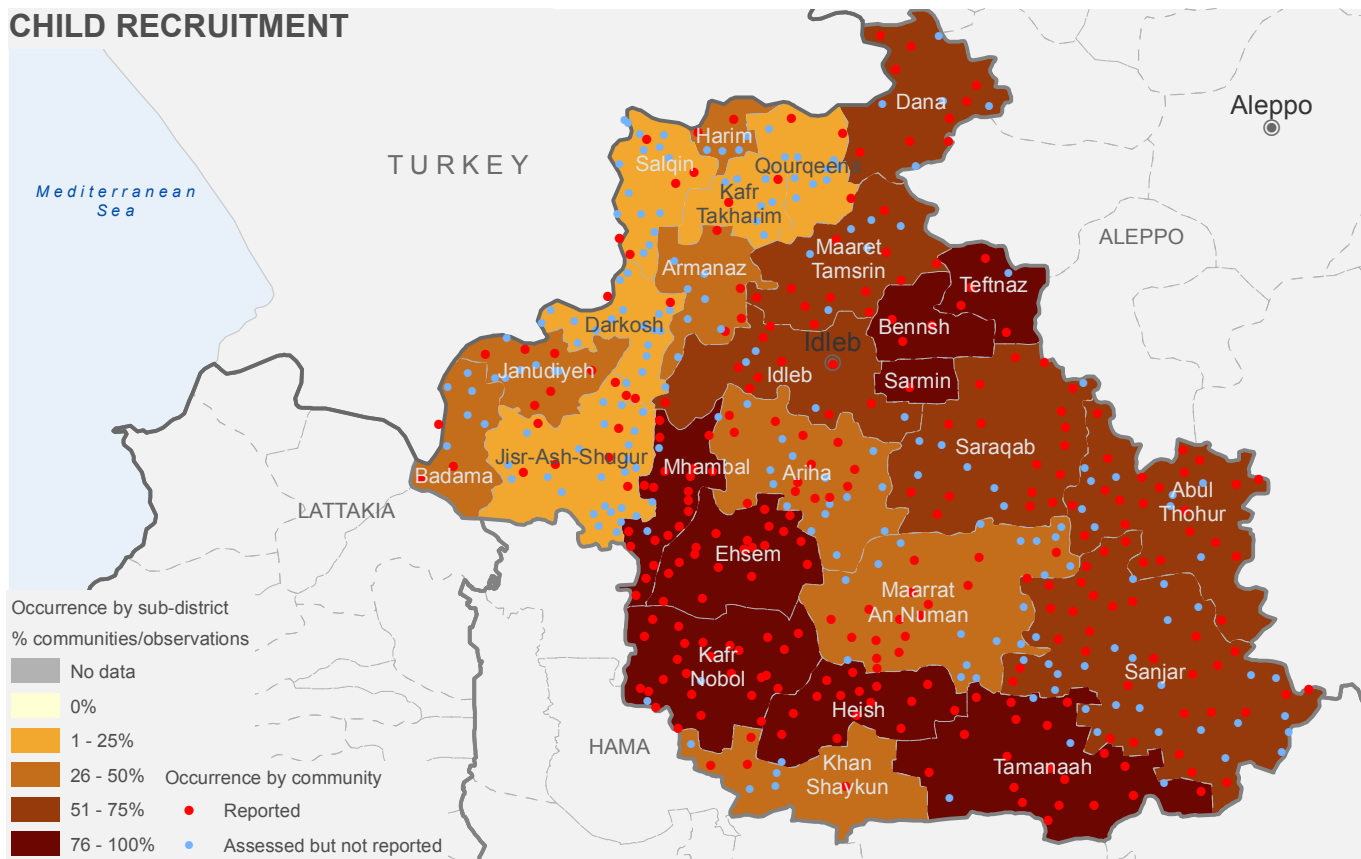 CHILD RECRUITMENT
Dana
Aleppo
Harim
TURKEY
Salqin
Qourqeena
Mediterranean
Sea
Kafr
Takharim
ALEPPO
Maaret
Tamsrin
Armanaz
Teftnaz
Darkosh
Bennsh
Idleb
Janudiyeh
Idleb
Sarmin
Saraqab
Jisr-Ash-Shugur
Mhambal
Ariha
Badama
Abul
Thohur
LATTAKIA
Ehsem
Maarrat
An Numan
Kafr
Nobol
Sanjar
Heish
HAMA
Khan
Shaykun
Tamanaah
Occurrence by sub-district
% communities/observations
No data
0%
1 - 25%
26 - 50%
51 - 75%
76 - 100%
Occurrence by community
Reported
Assessed but not reported